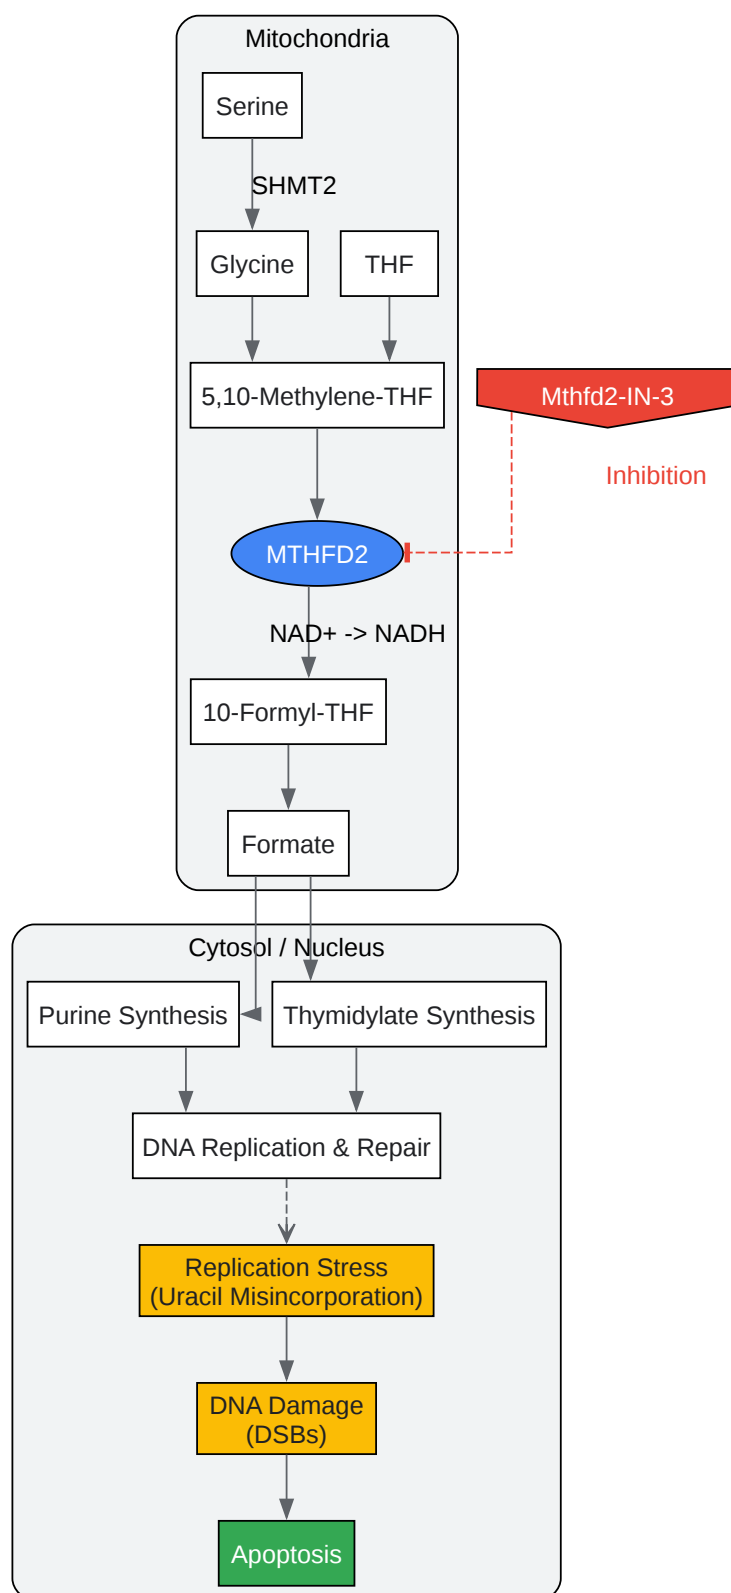 Mitochondria
Serine
SHMT2
Glycine
THF
5,10-Methylene-THF
Mthfd2-IN-3
Inhibition
MTHFD2
NAD+ -> NADH
10-Formyl-THF
Formate
Cytosol / Nucleus
Purine Synthesis
Thymidylate Synthesis
DNA Replication & Repair
Replication Stress
(Uracil Misincorporation)
DNA Damage
(DSBs)
Apoptosis